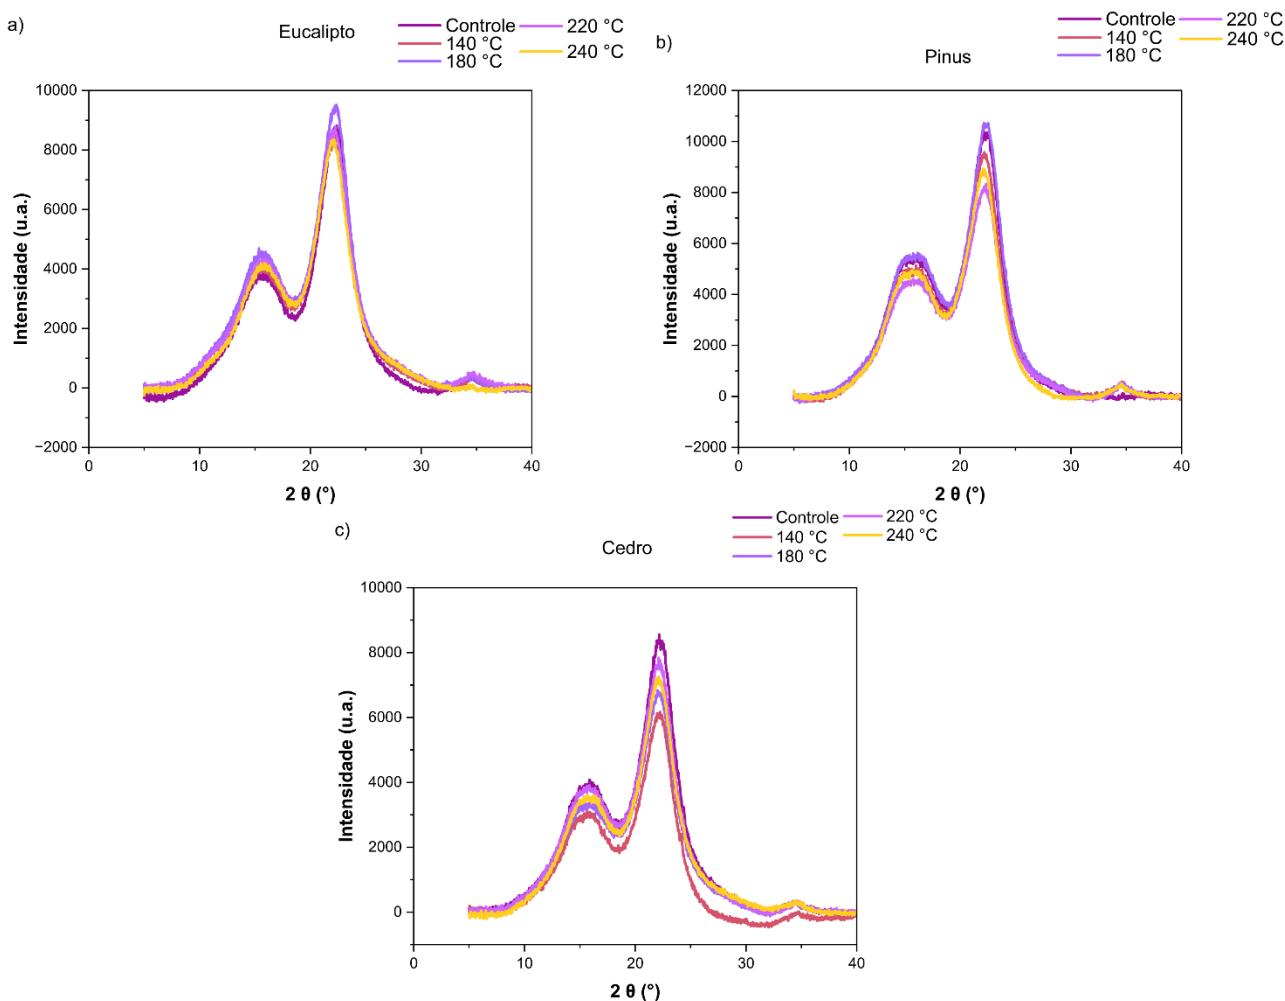 a)
Eucalipto
Controle
220 °C
140 °C
240 °C
180 °C
10000
8000
6000
4000
2000
0
−2000
Intensidade (u.a.)
0
10
20
30
40
2 θ (°)
b)
Pinus
Controle
220 °C
140 °C
240 °C
180 °C
12000
10000
8000
6000
4000
2000
0
−2000
Intensidade (u.a.)
0
10
20
30
40
2 θ (°)
c)
Cedro
Controle
220 °C
140 °C
240 °C
180 °C
10000
8000
6000
4000
2000
0
Intensidade (u.a.)
0
10
20
30
40
2 θ (°)